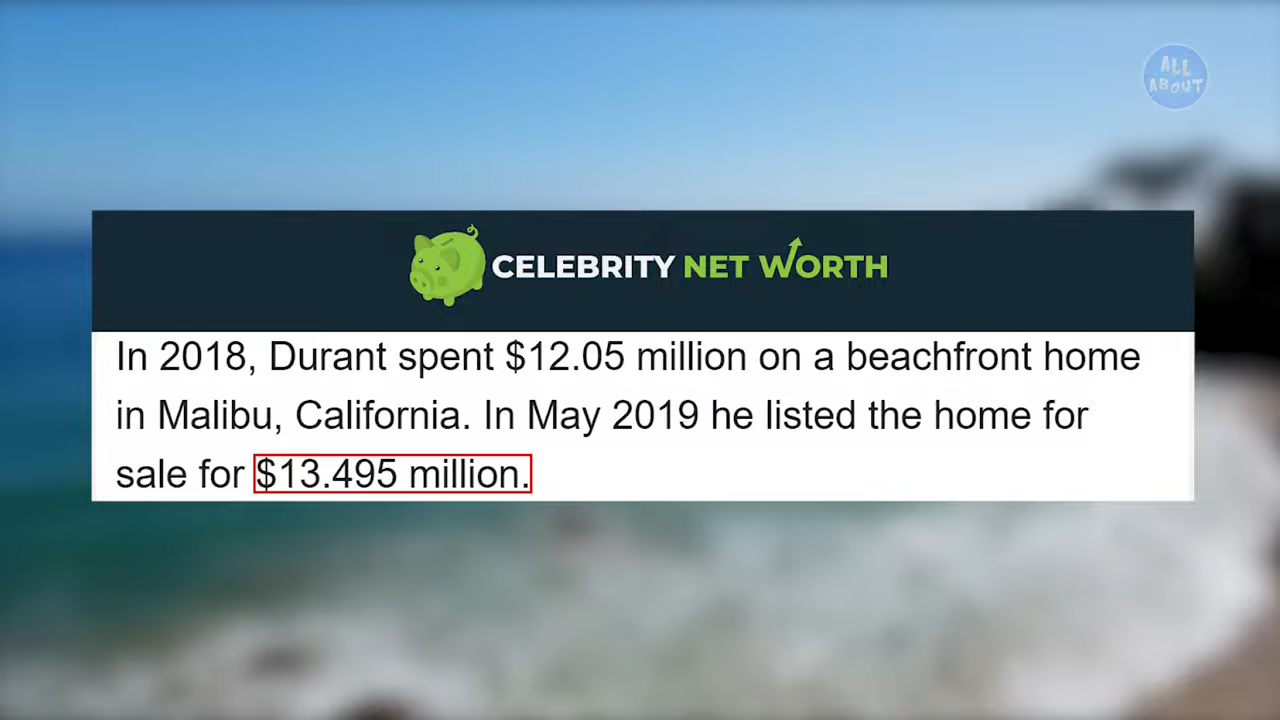 ALL
ABOUT
CELEBRITY NET WORTH
In 2018, Durant spent $12.05 million on a beachfront home
in Malibu, California. In May 2019 he listed the home for
sale for $13.495 million.